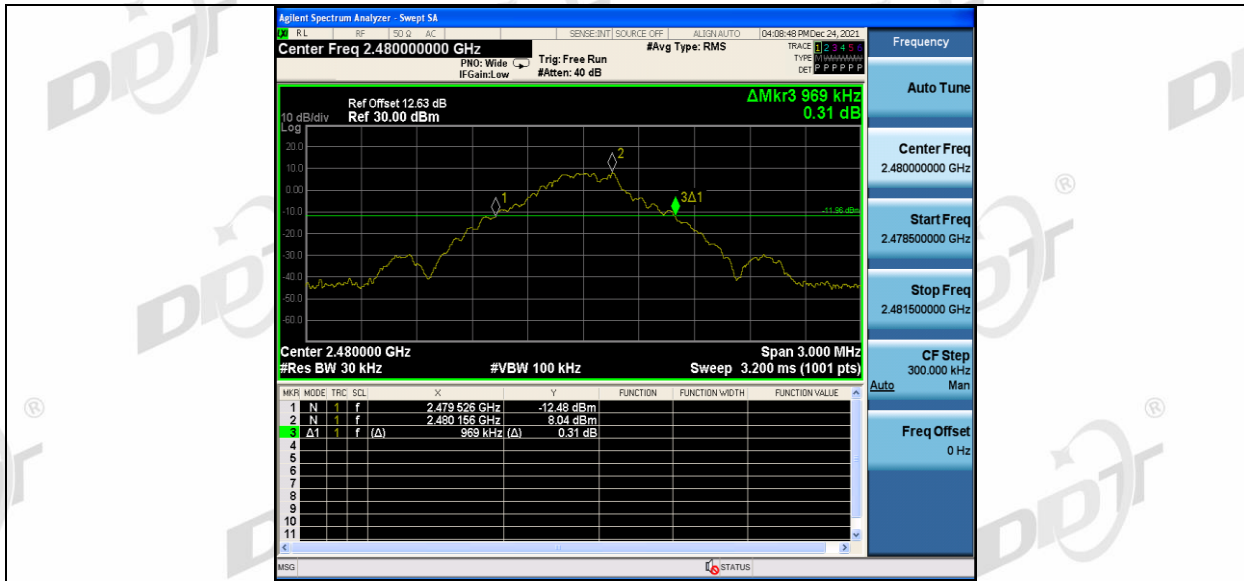 Agilent Spectrum Analyzer - Swept SA
RL RF 50 Ω AC SENSE:INT SOURCE OFF ALIGN AUTO 04:08:48 PM Dec 24, 2021
Center Freq 2.480000000 GHz #Avg Type: RMS TRACE 1 2 3 4 5 6
PNO: Wide Trig: Free Run TYPE M WWWWW
IFGain:Low #Atten: 40 dB DET P P P P P P
ΔMkr3 969 kHz
0.31 dB
Ref Offset 12.63 dB
10 dB/div Ref 30.00 dBm
Log
20.0
10.0
0.00
-10.0
-20.0
-30.0
-40.0
-50.0
-60.0
1
2
3Δ1
-11.96 dBm
Center 2.480000 GHz Span 3.000 MHz
#Res BW 30 kHz #VBW 100 kHz Sweep 3.200 ms (1001 pts)
MKR MODE TRC SCL X Y FUNCTION FUNCTION WIDTH FUNCTION VALUE
1 N 1 f 2.479 526 GHz -12.48 dBm
2 N 1 f 2.480 156 GHz 8.04 dBm
3 Δ1 1 f (Δ) 969 kHz (Δ) 0.31 dB
4
5
6
7
8
9
10
11
MSG STATUS
Frequency
Auto Tune
Center Freq
2.480000000 GHz
Start Freq
2.478500000 GHz
Stop Freq
2.481500000 GHz
CF Step
300.000 kHz
Auto Man
Freq Offset
0 Hz
DDT
®